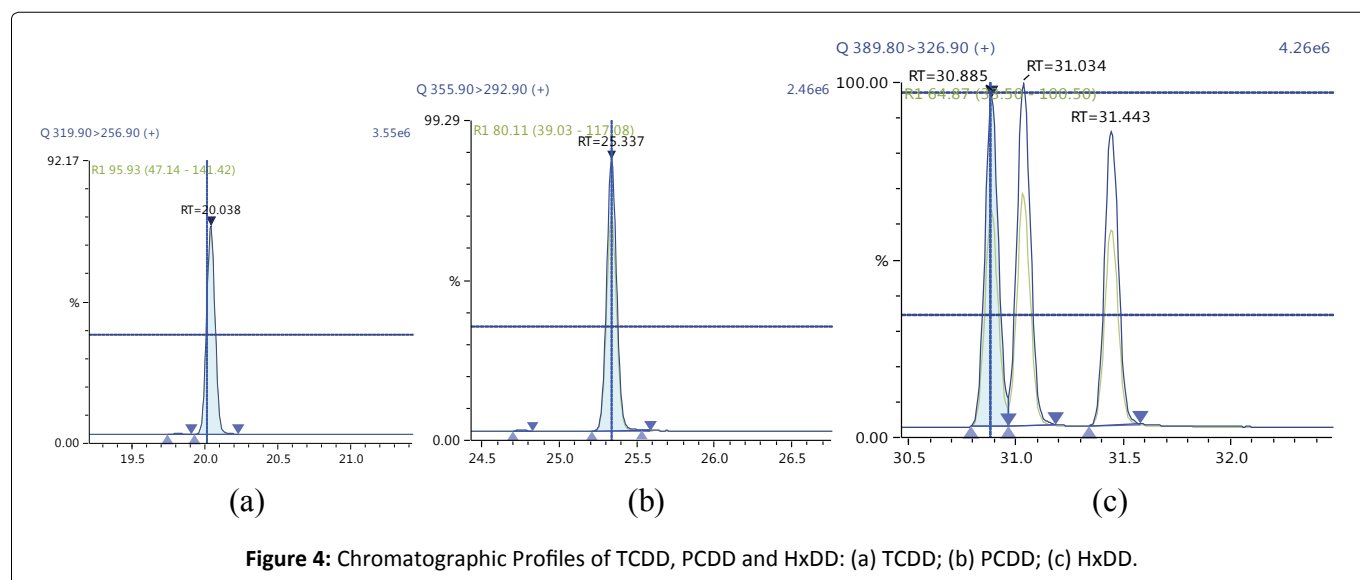 Q 319.90>256.90 (+) 3.55e6
92.17
R1 95.93 (47.14 - 141.42)
RT=20.038
%
0.00
19.5 20.0 20.5 21.0
(a)
Q 355.90>292.90 (+) 2.46e6
99.29
R1 80.11 (39.03 - 117.08)
RT=25.337
%
0.00
24.5 25.0 25.5 26.0 26.5
(b)
Q 389.80>326.90 (+) 4.26e6
RT=30.885 RT=31.034
100.00
R1 64.87 ( - 100.50)
RT=31.443
%
0.00
30.5 31.0 31.5 32.0
(c)
Figure 4: Chromatographic Profiles of TCDD, PCDD and HxDD: (a) TCDD; (b) PCDD; (c) HxDD.